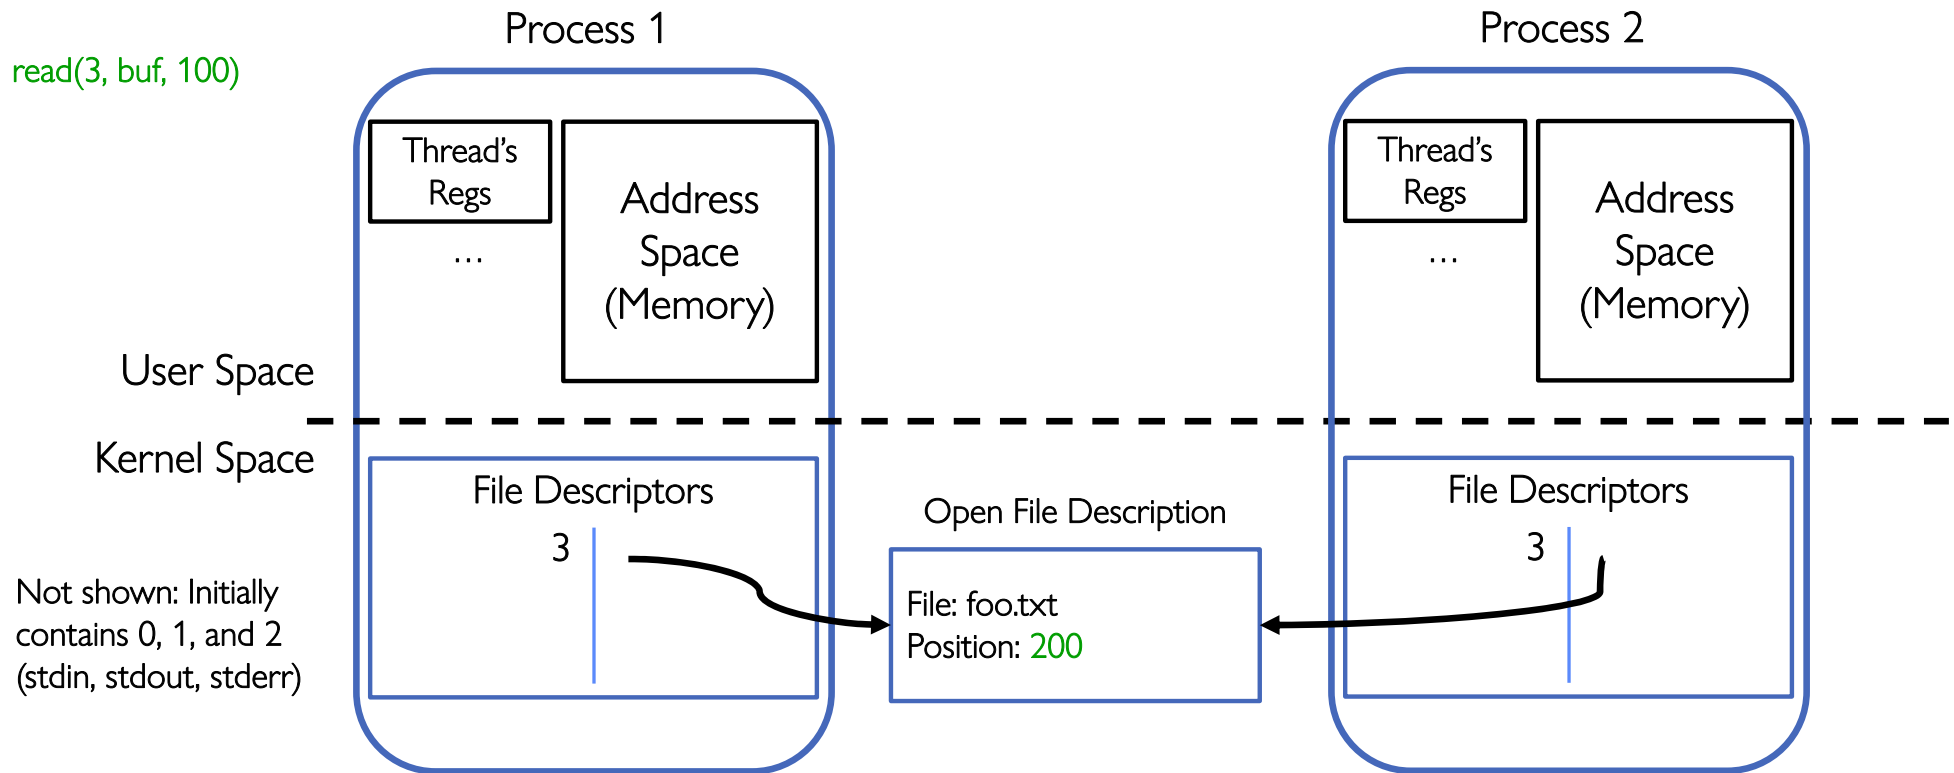 Process 1
Process 2
read(3, buf, 100)
Thread's
Regs
...
Address
Space
(Memory)
Thread's
Regs
...
Address
Space
(Memory)
User Space
Kernel Space
File Descriptors
3
Open File Description
File: foo.txt
Position: 200
File Descriptors
3
Not shown: Initially
contains 0, 1, and 2
(stdin, stdout, stderr)